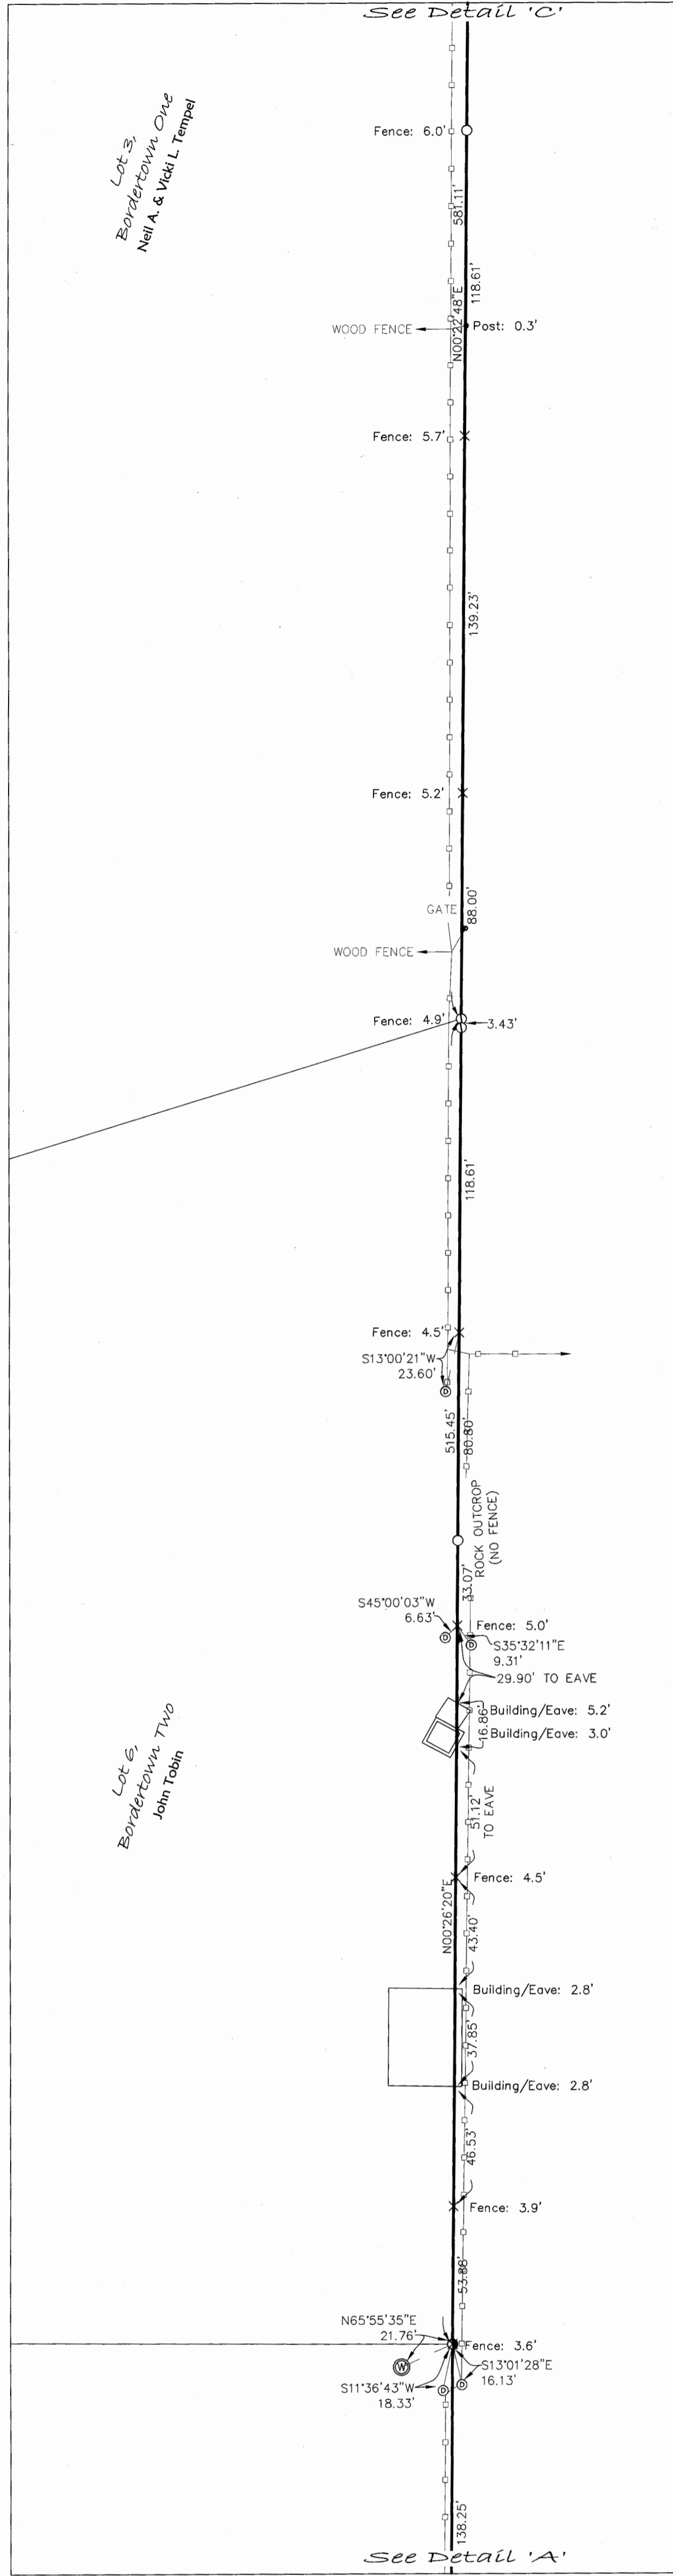 See Detail 'C'
Lot 3,
Bordertown One
Neil A. & Vicki L. Tempel
Fence: 6.0'
581.11'
118.61'
N00°22'48"E
WOOD FENCE
Post: 0.3'
Fence: 5.7'
139.23'
Fence: 5.2'
88.00'
GATE
WOOD FENCE
Fence: 4.9'
3.43'
118.61'
Fence: 4.5'
S13°00'21"W
23.60'
D
515.45'
80.80'
ROCK OUTCROP
(NO FENCE)
33.07'
S45°00'03"W
6.63'
Fence: 5.0'
D
D
S35°32'11"E
9.31'
29.90' TO EAVE
Building/Eave: 5.2'
16.86'
Building/Eave: 3.0'
Lot 6,
Bordertown Two
John Tobin
51.12'
TO EAVE
Fence: 4.5'
N00°26'20"E
43.40'
Building/Eave: 2.8'
37.85'
Building/Eave: 2.8'
46.53'
Fence: 3.9'
53.88'
N65°55'35"E
21.76'
Fence: 3.6'
W
S13°01'28"E
16.13'
S11°36'43"W
18.33'
D
D
138.25'
See Detail 'A'